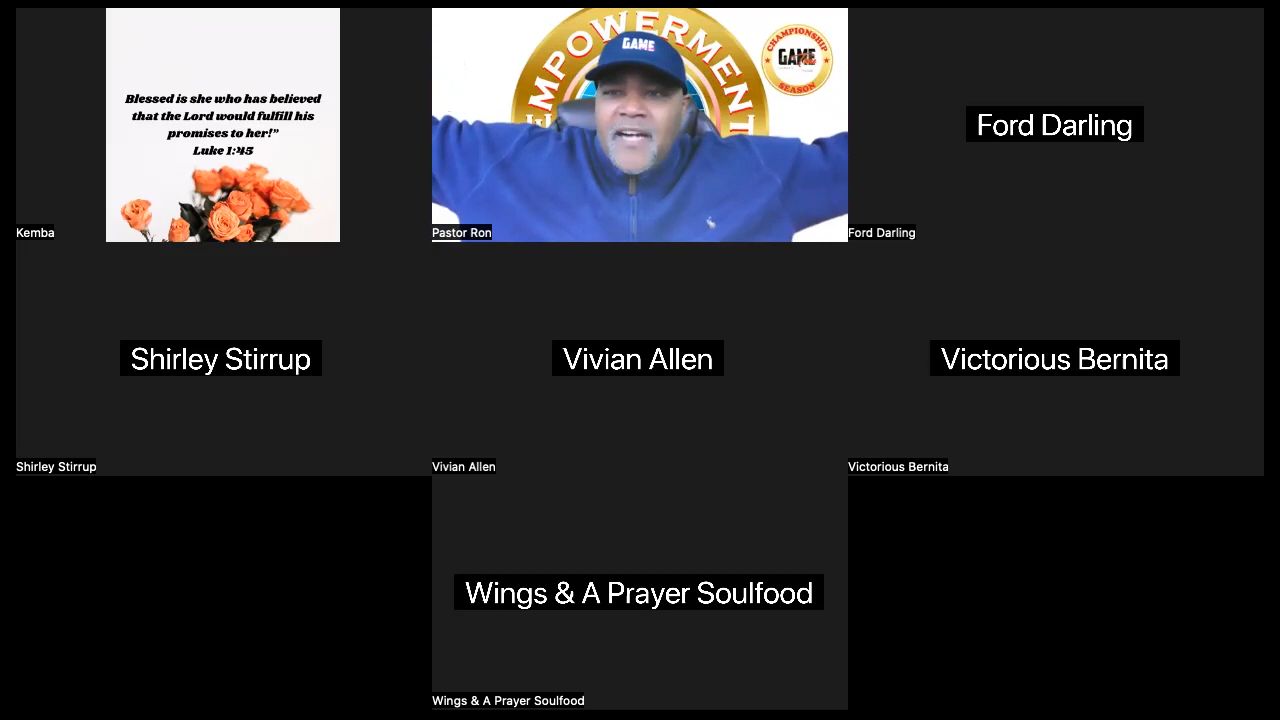 Blessed is she who has believed
that the Lord would fulfill his
promises to her!”
Luke 1:45
Kemba
EMPOWERMENT
GAME
CHAMPIONSHIP
GAME
SEASON
Pastor Ron
Ford Darling
Ford Darling
Shirley Stirrup
Shirley Stirrup
Vivian Allen
Vivian Allen
Victorious Bernita
Victorious Bernita
Wings & A Prayer Soulfood
Wings & A Prayer Soulfood